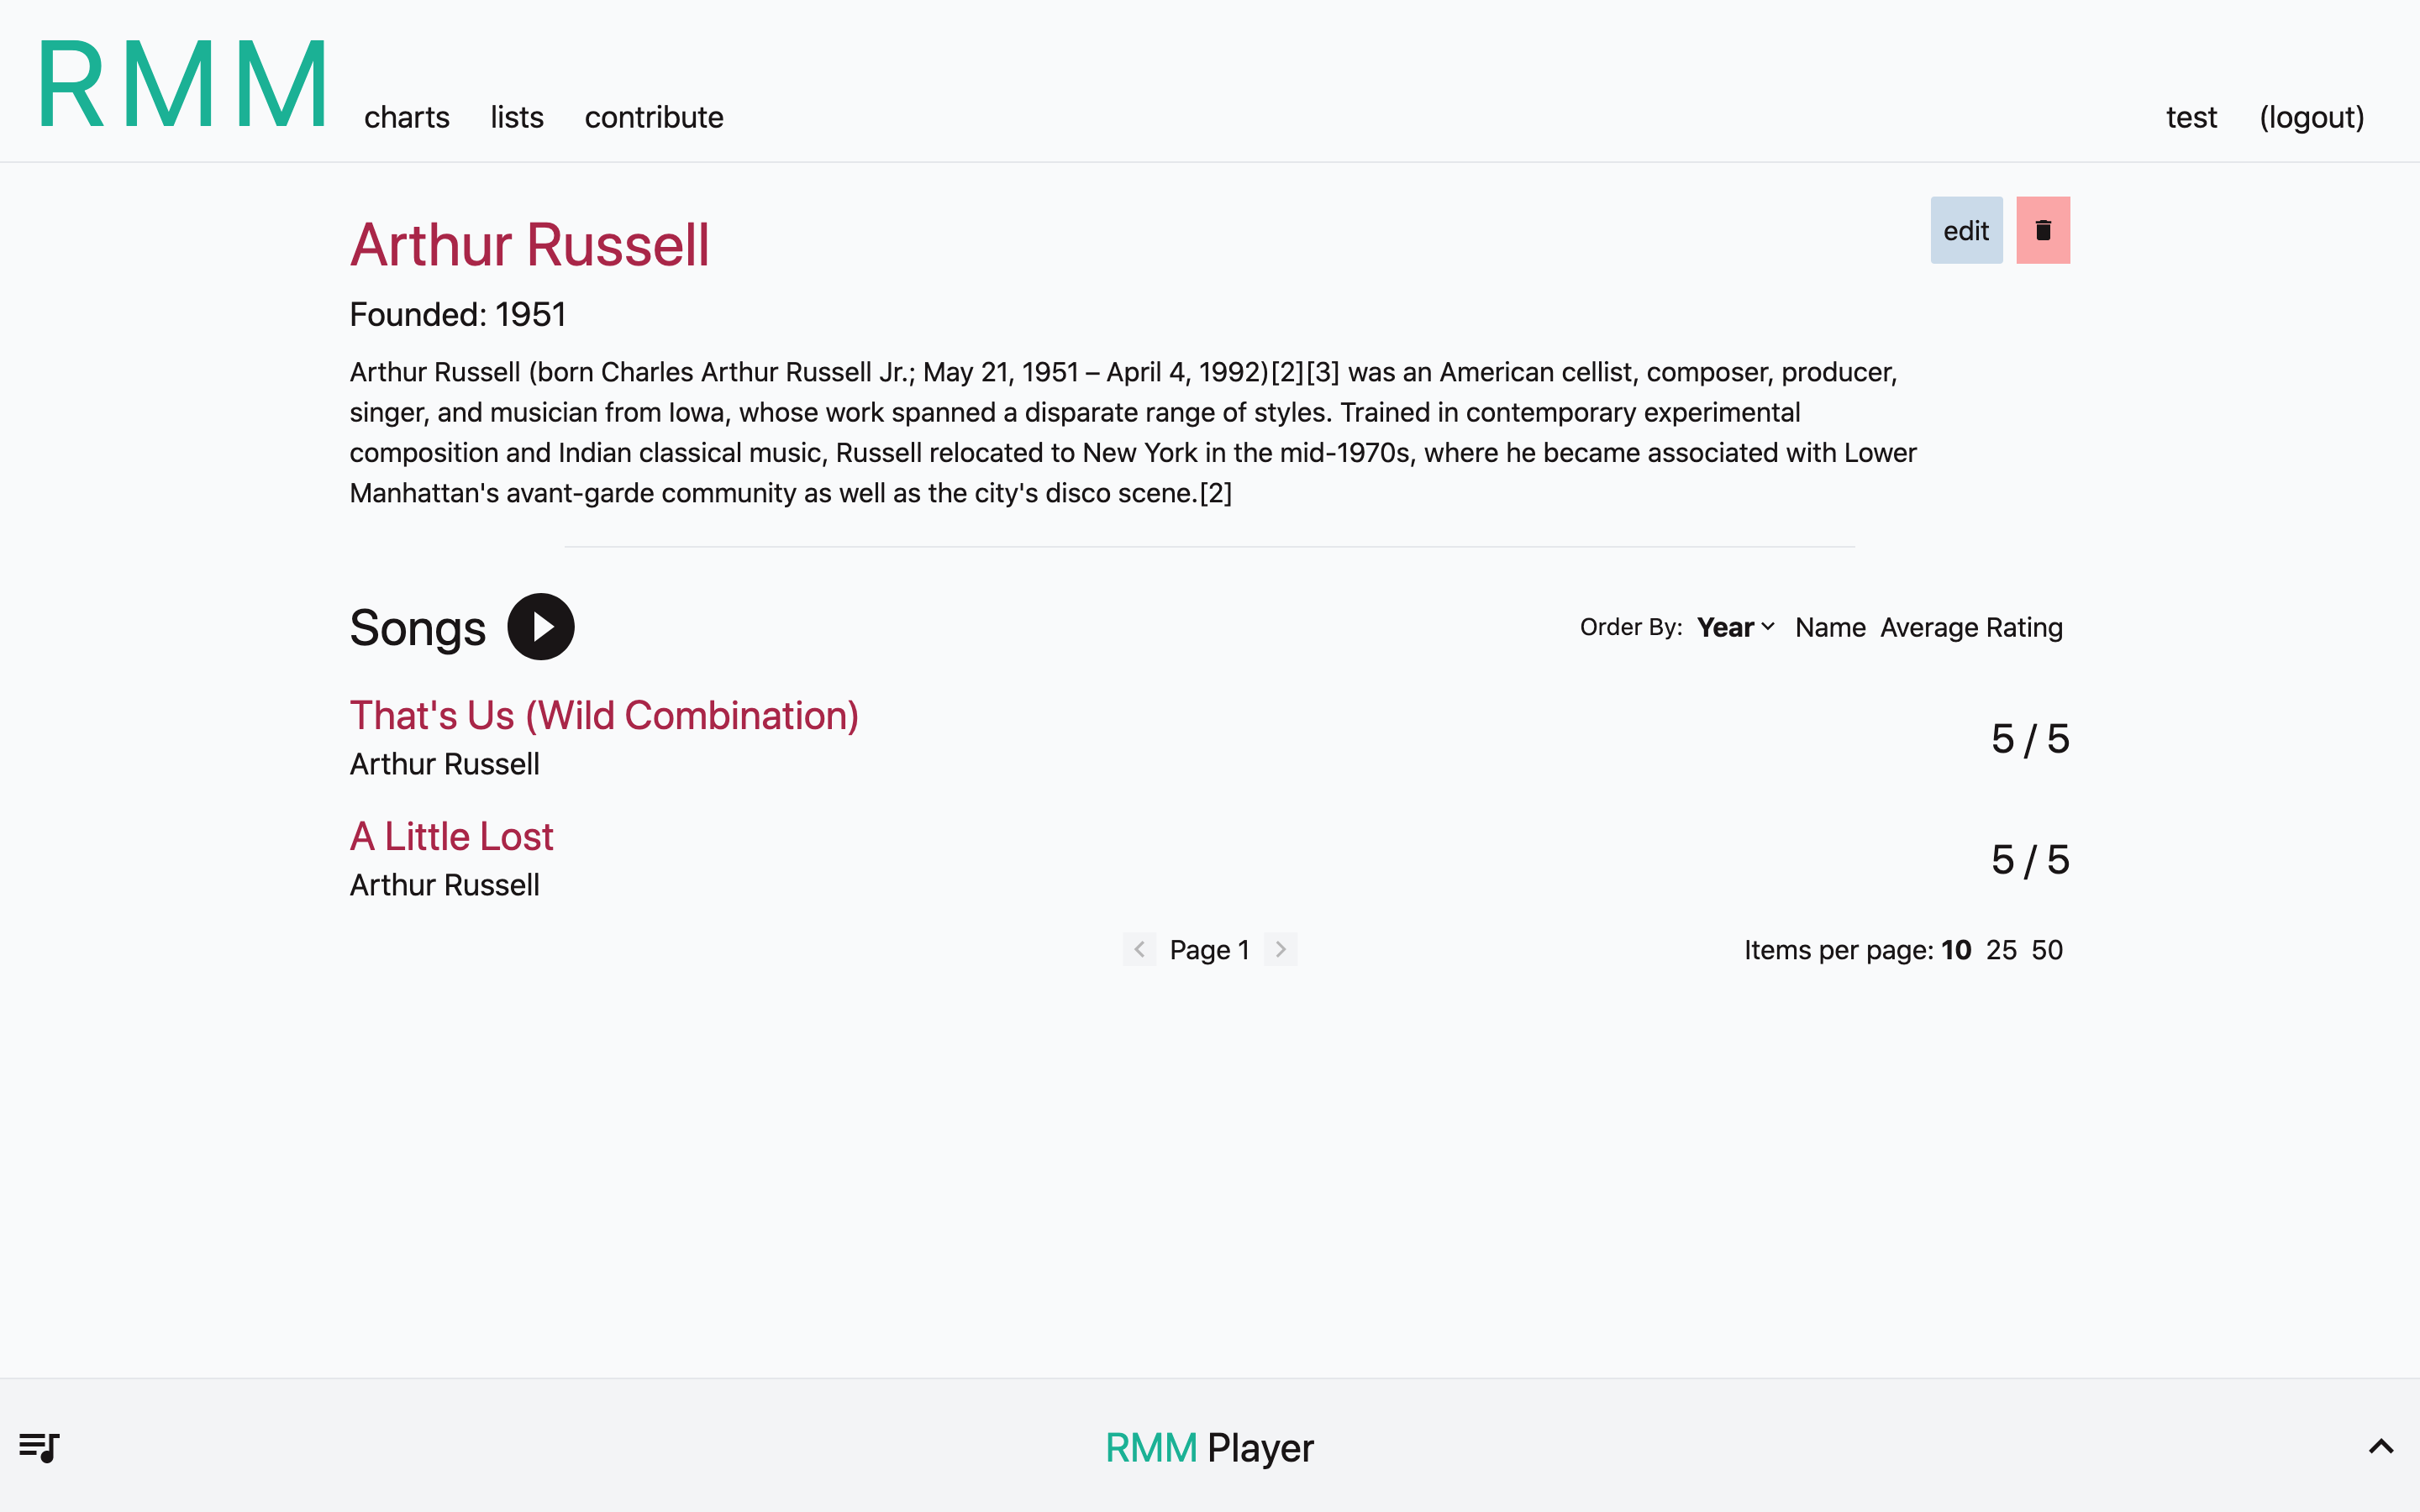 RMM charts lists contribute test (logout)
Arthur Russell edit
Founded: 1951
Arthur Russell (born Charles Arthur Russell Jr.; May 21, 1951 – April 4, 1992)[2][3] was an American cellist, composer, producer,
singer, and musician from Iowa, whose work spanned a disparate range of styles. Trained in contemporary experimental
composition and Indian classical music, Russell relocated to New York in the mid-1970s, where he became associated with Lower
Manhattan's avant-garde community as well as the city's disco scene.[2]
Songs Order By: Year Name Average Rating
That's Us (Wild Combination)
Arthur Russell
5 / 5
A Little Lost
Arthur Russell
5 / 5
Page 1 Items per page: 10 25 50
RMM Player